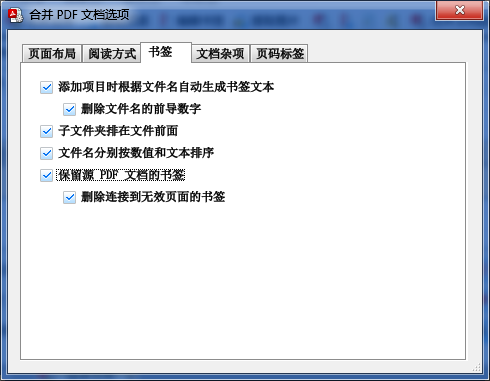 合并 PDF 文档选项
页面布局 阅读方式 书签 文档杂项 页码标签
添加项目时根据文件名自动生成书签文本
删除文件名的前导数字
子文件夹排在文件前面
文件名分别按数值和文本排序
保留源 PDF 文档的书签
删除连接到无效页面的书签